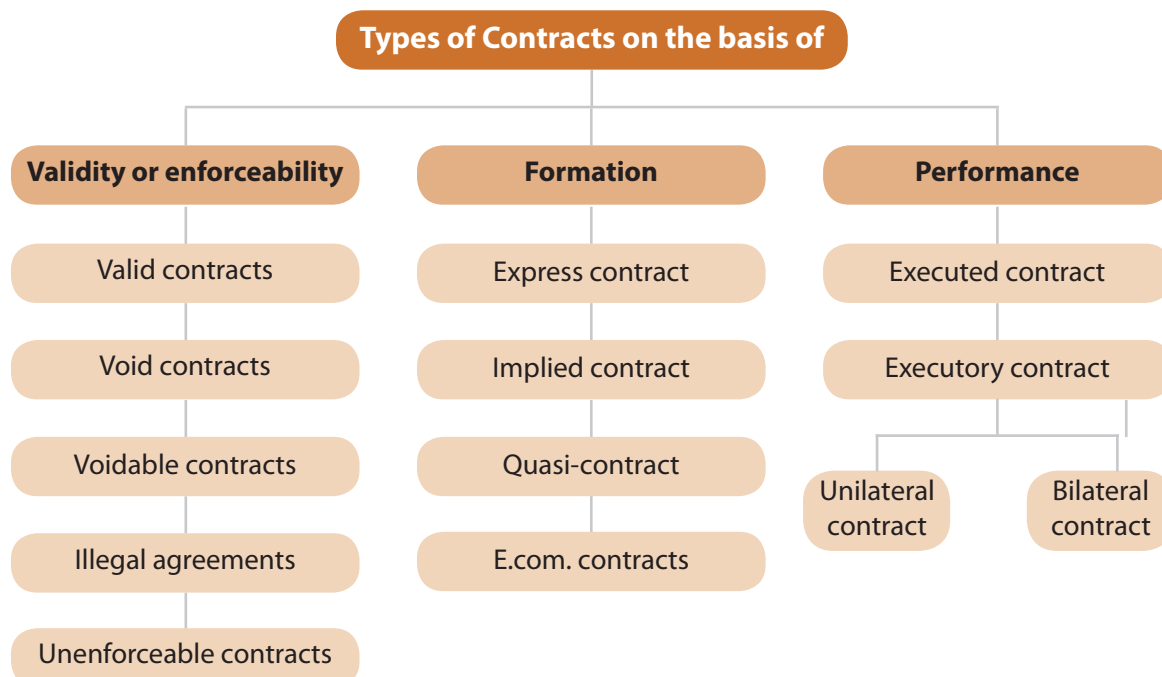 Types of Contracts on the basis of
Validity or enforceability
Valid contracts
Void contracts
Voidable contracts
Illegal agreements
Unenforceable contracts
Formation
Express contract
Implied contract
Quasi-contract
E.com. contracts
Performance
Executed contract
Executory contract
Unilateral
contract
Bilateral
contract